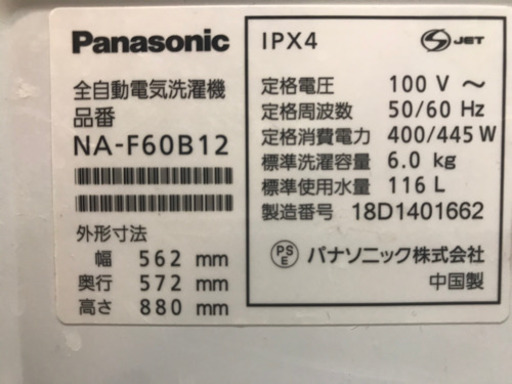 Panasonic
全自動電気洗濯機
品番
NA-F60B12
外形寸法
幅 562 mm
奥行 572 mm
高さ 880 mm
IPX4
S JET
定格電圧 100 V ～
定格周波数 50/60 Hz
定格消費電力 400/445 W
標準洗濯容量 6.0 kg
標準使用水量 116 L
製造番号 18D1401662
PS E パナソニック株式会社
中国製